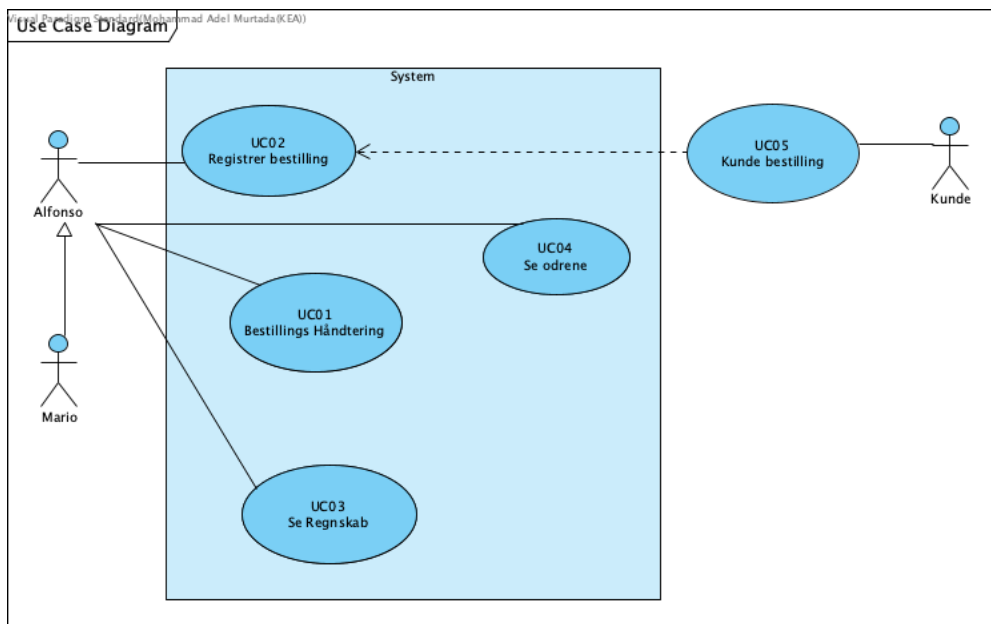 Visual Paradigm Standard(Mohammad Adel Murtada(KEA))
Use Case Diagram
System
UC02
Registrer bestilling
UC05
Kunde bestilling
Alfonso
Kunde
UC04
Se odrene
UC01
Bestillings Håndtering
Mario
UC03
Se Regnskab